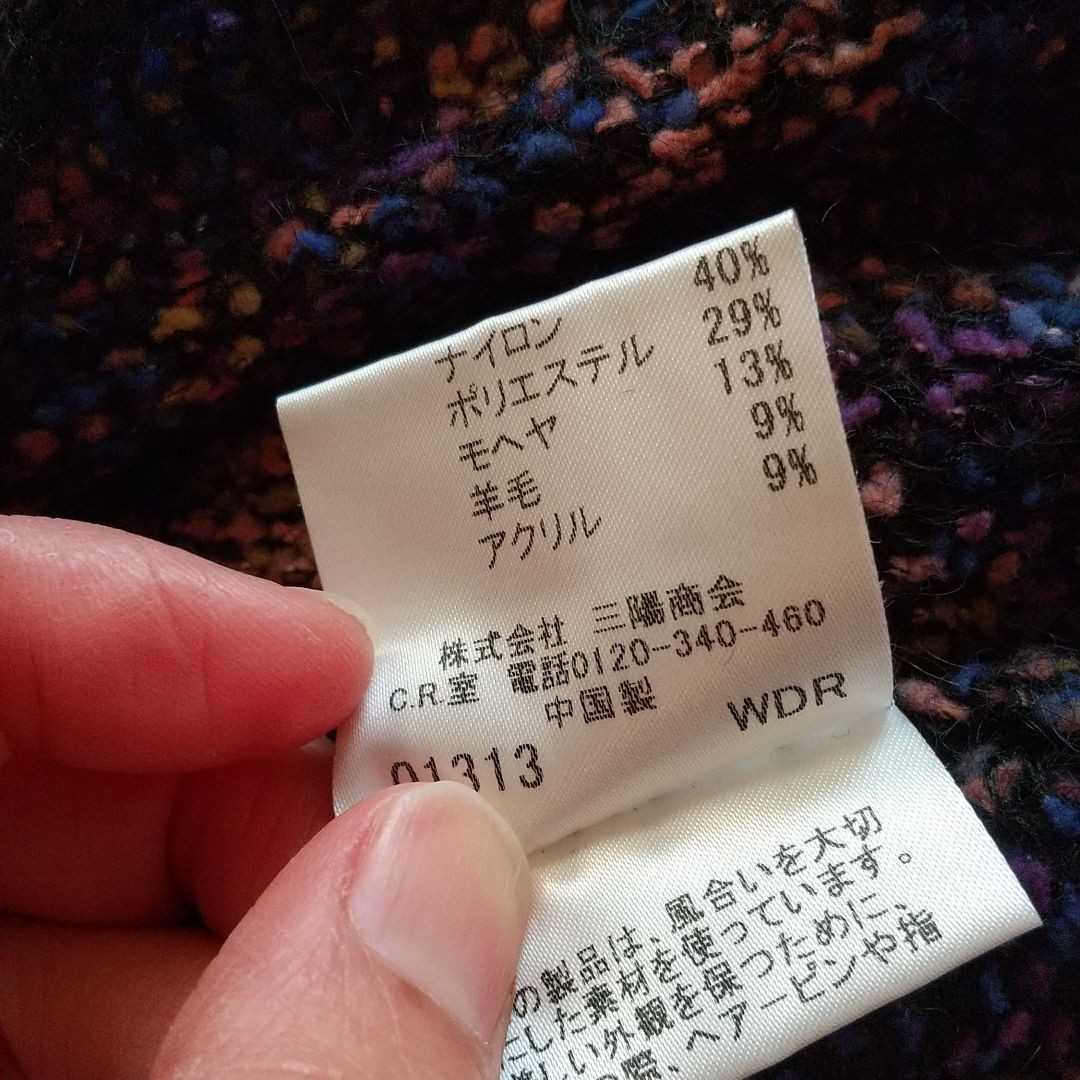 ナイロン 40%
ポリエステル 29%
モヘヤ 13%
羊毛 9%
アクリル 9%
株式会社 三陽商会
C.R.室 電話0120-340-460
中国製
01313 WDR
の製品は、風合いを大切
にした素材を使っています。
しい外観を保つために、
の際、ヘアーピンや指